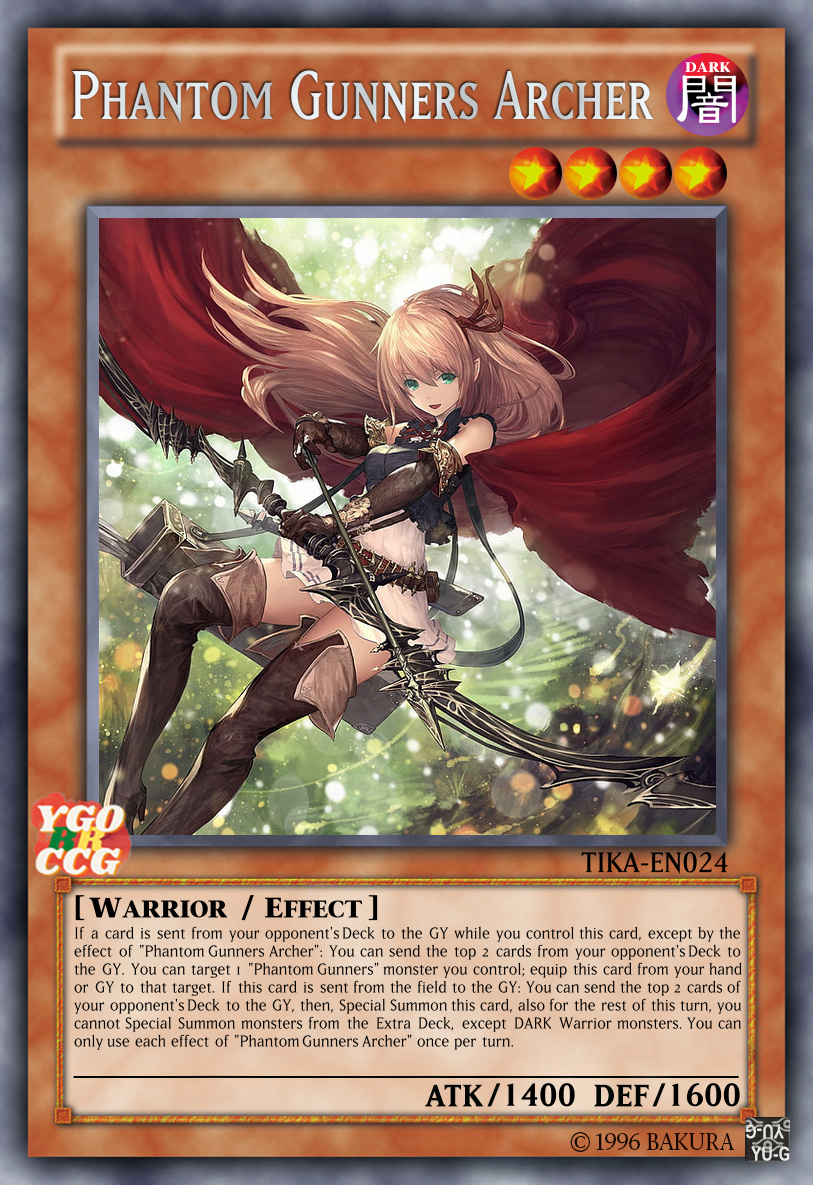 PHANTOM GUNNERS ARCHER
DARK
闇
YGO
RR
CCG
TIKA-EN024
[ WARRIOR / EFFECT ]
If a card is sent from your opponent's Deck to the GY while you control this card, except by the
effect of "Phantom Gunners Archer": You can send the top 2 cards from your opponent's Deck to
the GY. You can target 1 "Phantom Gunners" monster you control; equip this card from your hand
or GY to that target. If this card is sent from the field to the GY: You can send the top 2 cards of
your opponent's Deck to the GY, then, Special Summon this card, also for the rest of this turn, you
cannot Special Summon monsters from the Extra Deck, except DARK Warrior monsters. You can
only use each effect of "Phantom Gunners Archer" once per turn.
ATK/1400 DEF/1600
© 1996 BAKURA
YU-G
YU-G